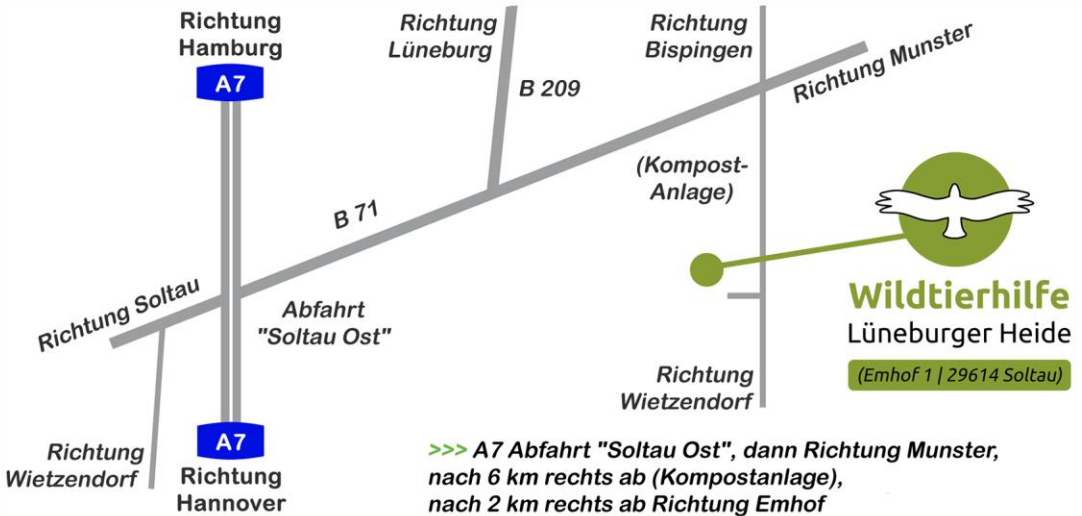 Richtung
Hamburg
A7
Richtung
Lüneburg
B 209
Richtung
Bispingen
Richtung Munster
(Kompost-
Anlage)
B 71
Richtung Soltau
Abfahrt
"Soltau Ost"
Wildtierhilfe
Lüneburger Heide
(Emhof 1 | 29614 Soltau)
Richtung
Wietzendorf
Richtung
Wietzendorf
A7
Richtung
Hannover
>>> A7 Abfahrt "Soltau Ost", dann Richtung Munster,
nach 6 km rechts ab (Kompostanlage),
nach 2 km rechts ab Richtung Emhof